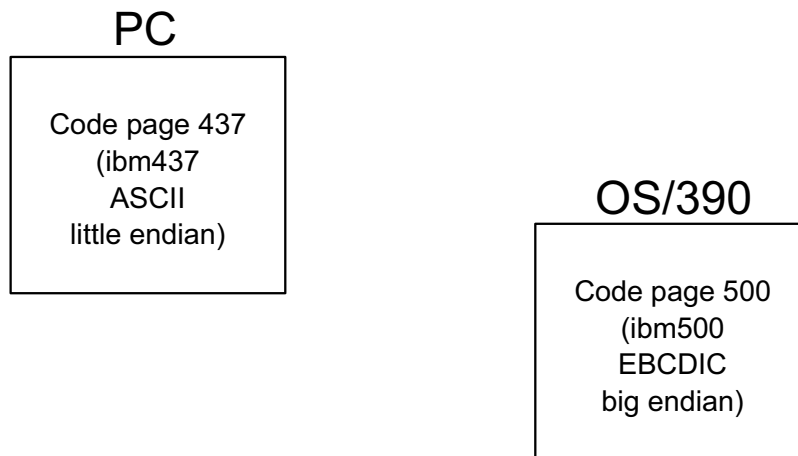 PC
Code page 437
(ibm437
ASCII
little endian)
OS/390
Code page 500
(ibm500
EBCDIC
big endian)